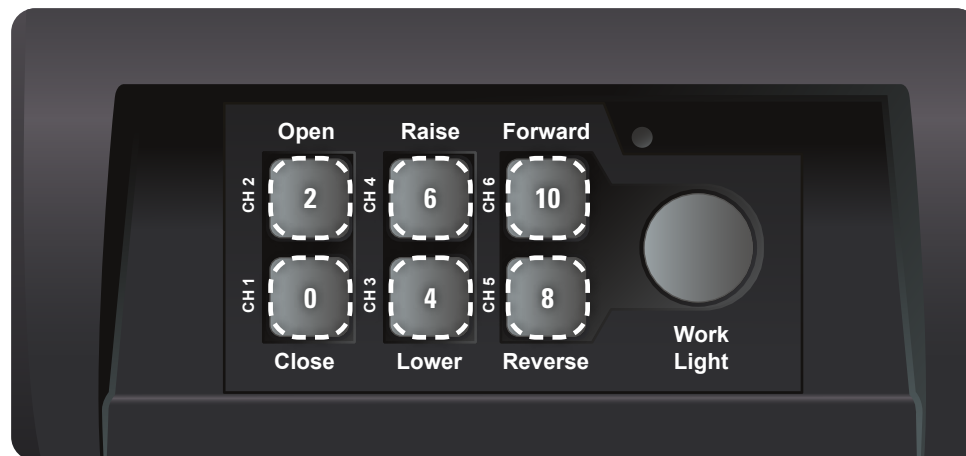 Open Raise Forward
CH 2 2 CH 4 6 CH 6 10
CH 1 0 CH 3 4 CH 5 8
Close Lower Reverse
Work
Light